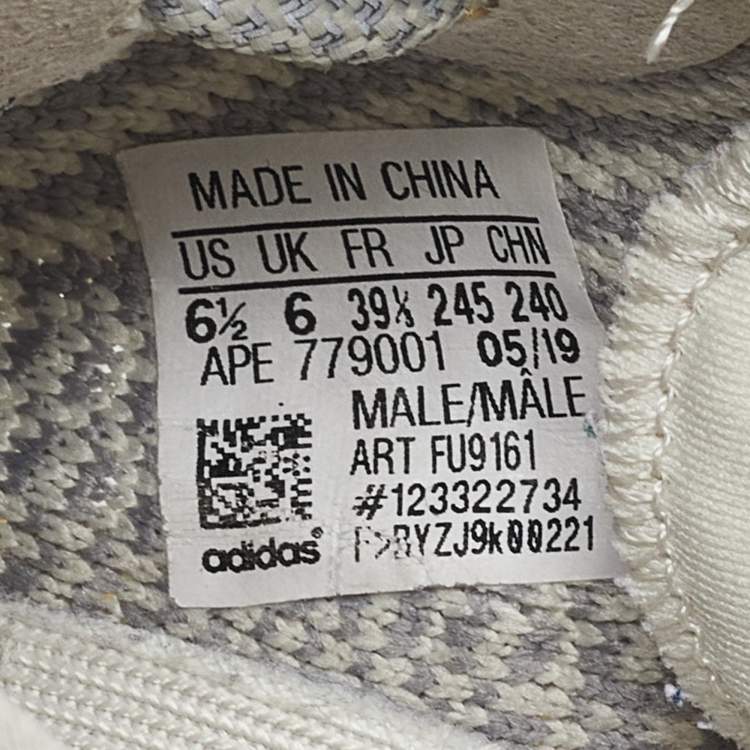 MADE IN CHINA
US UK FR JP CHN
6½ 6 39⅓ 245 240
APE 779001 05/19
MALE/MÂLE
ART FU9161
#123322734
adidas®